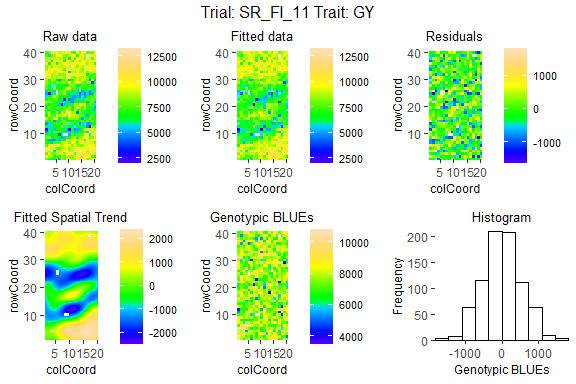 Trial: SR_FI_11 Trait: GY
Raw data
Fitted data
Residuals
40
30
20
10
rowCoord
5 101520
colCoord
12500
10000
7500
5000
2500
40
30
20
10
rowCoord
5 101520
colCoord
12500
10000
7500
5000
2500
40
30
20
10
rowCoord
5 101520
colCoord
1000
0
-1000
Fitted Spatial Trend
Genotypic BLUEs
Histogram
40
30
20
10
rowCoord
5 101520
colCoord
2000
1000
0
-1000
-2000
40
30
20
10
rowCoord
5 101520
colCoord
10000
8000
6000
4000
200
150
100
50
0
Frequency
-1000 0 1000
Genotypic BLUEs